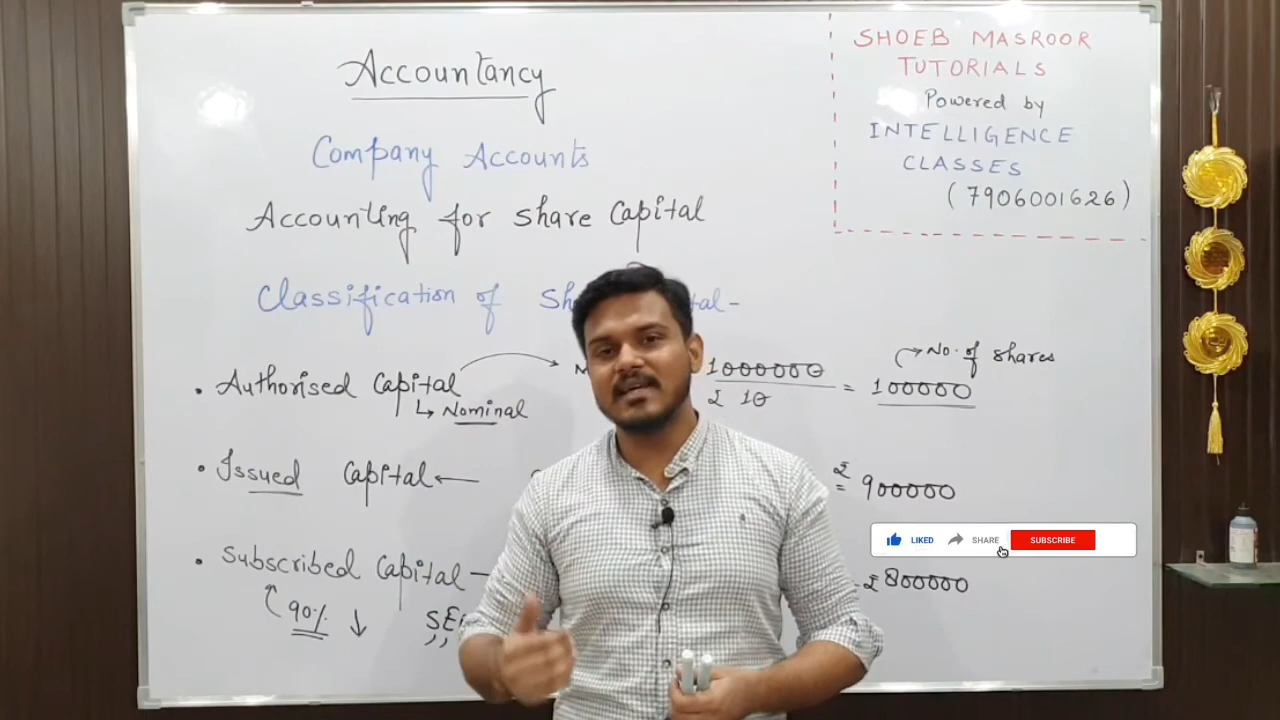 Accountancy
Company Accounts
Accounting for Share Capital
Classification of Sh tal -
• Authorised Capital
↳ Nominal
1000000
₹ 10
= 100000
→ No. of shares
• Issued Capital ←
₹
= 900000
• Subscribed Capital –
90% ↓
SE
- ₹ 800000
SHOEB MASROOR
TUTORIALS
Powered by
INTELLIGENCE
CLASSES
(7906001626)
LIKED SHARE SUBSCRIBE